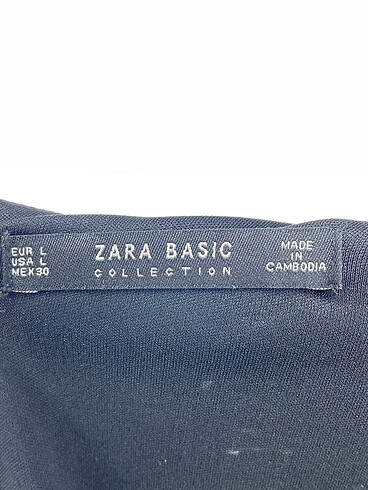 EUR L
USA L
MEX 30
ZARA BASIC
COLLECTION
MADE
IN
CAMBODIA